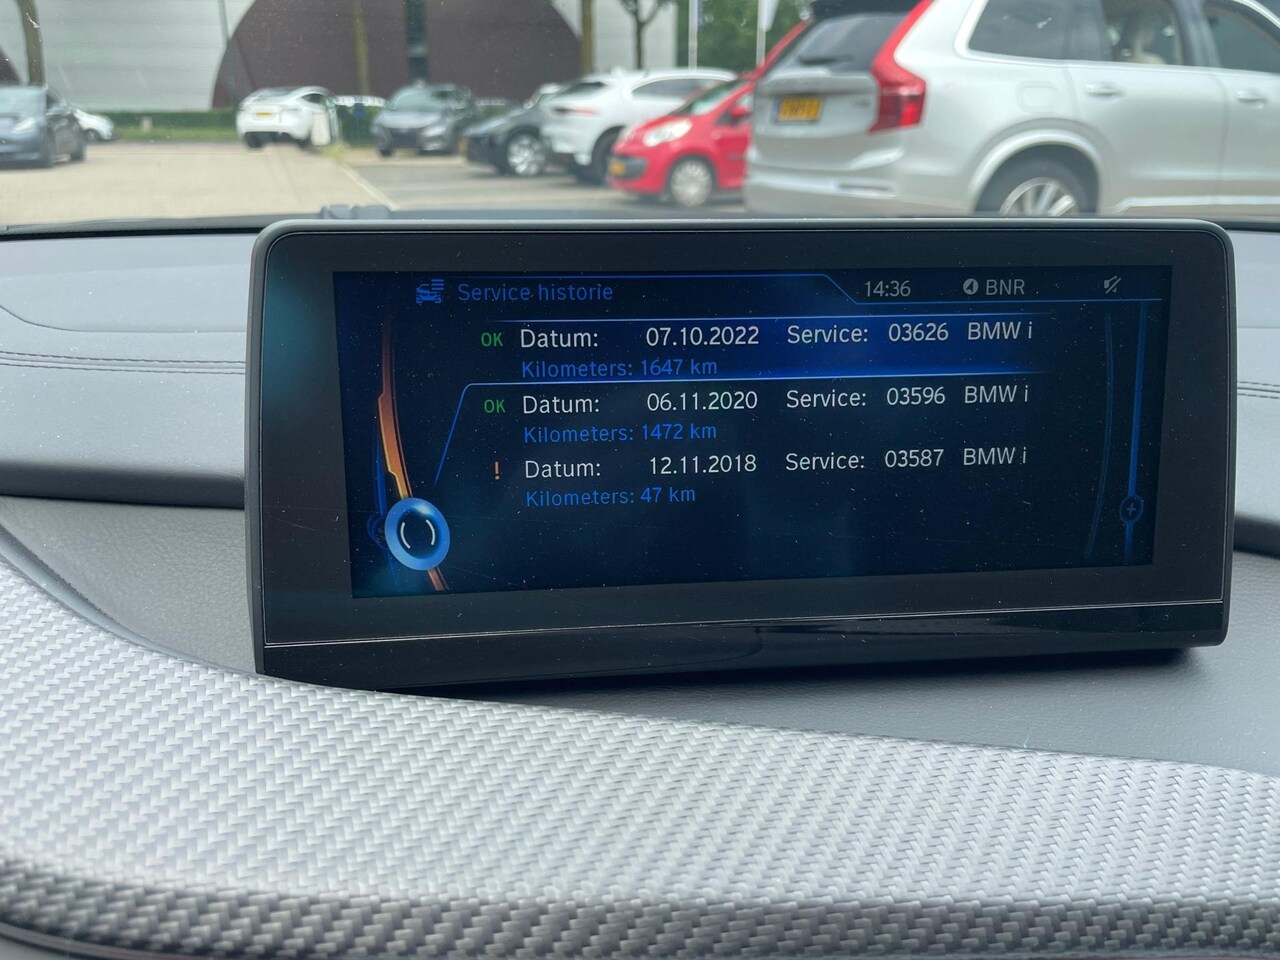 Service historie 14:36 BNR
OK Datum: 07.10.2022 Service: 03626 BMW i
Kilometers: 1647 km
OK Datum: 06.11.2020 Service: 03596 BMW i
Kilometers: 1472 km
! Datum: 12.11.2018 Service: 03587 BMW i
Kilometers: 47 km